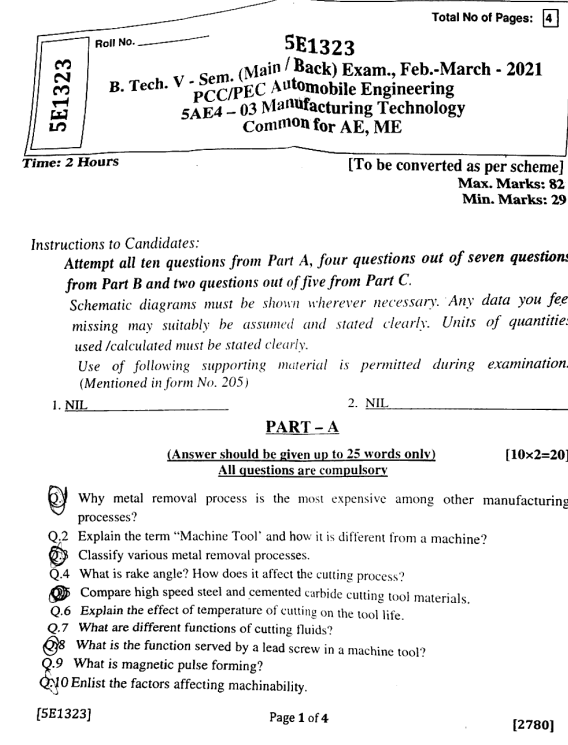 Total No of Pages: 4
Roll No.
5E1323
5E1323
B. Tech. V - Sem. (Main / Back) Exam., Feb.-March - 2021
PCC/PEC Automobile Engineering
5AE4 – 03 Manufacturing Technology
Common for AE, ME
Time: 2 Hours
[To be converted as per scheme]
Max. Marks: 82
Min. Marks: 29
Instructions to Candidates:
Attempt all ten questions from Part A, four questions out of seven questions
from Part B and two questions out of five from Part C.
Schematic diagrams must be shown wherever necessary. Any data you fee
missing may suitably be assumed and stated clearly. Units of quantities
used /calculated must be stated clearly.
Use of following supporting material is permitted during examination.
(Mentioned in form No. 205)
1. NIL
2. NIL
PART – A
(Answer should be given up to 25 words only)
[10×2=20]
All questions are compulsory
Q.1 Why metal removal process is the most expensive among other manufacturing
processes?
Q.2 Explain the term “Machine Tool’ and how it is different from a machine?
Q.3 Classify various metal removal processes.
Q.4 What is rake angle? How does it affect the cutting process?
Q.5 Compare high speed steel and cemented carbide cutting tool materials.
Q.6 Explain the effect of temperature of cutting on the tool life.
Q.7 What are different functions of cutting fluids?
Q.8 What is the function served by a lead screw in a machine tool?
Q.9 What is magnetic pulse forming?
Q.10 Enlist the factors affecting machinability.
[5E1323]
Page 1 of 4
[2780]